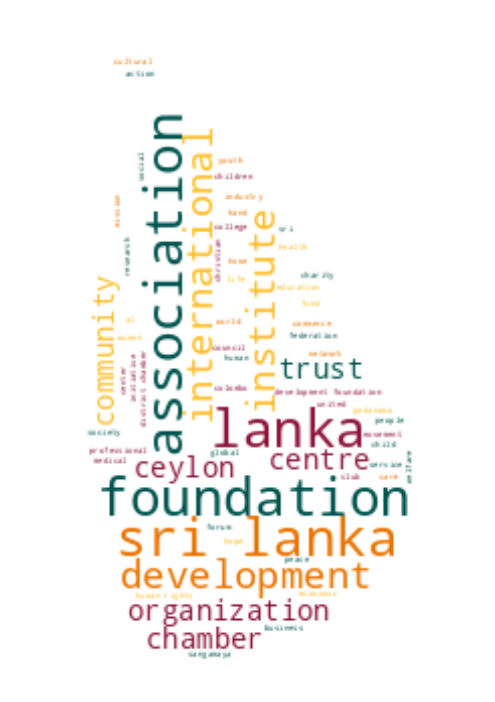 cultural
action
association
social
international
youth
children
mission
industry
hand
institute
college
sri
research
christian
health
home
charity
community
life
education
fund
al
world
commerce
women
federation
council
network
human
center
initiative
district chamber
trust
colombo
development foundation
united
padanama
lanka
people
society
movement
child
professional
global
medical
ceylon
centre
service
welfare
club
care
foundation
forum
sri lanka
hope
peace
development
human rights
economic
organization
business
chamber
sangamaya